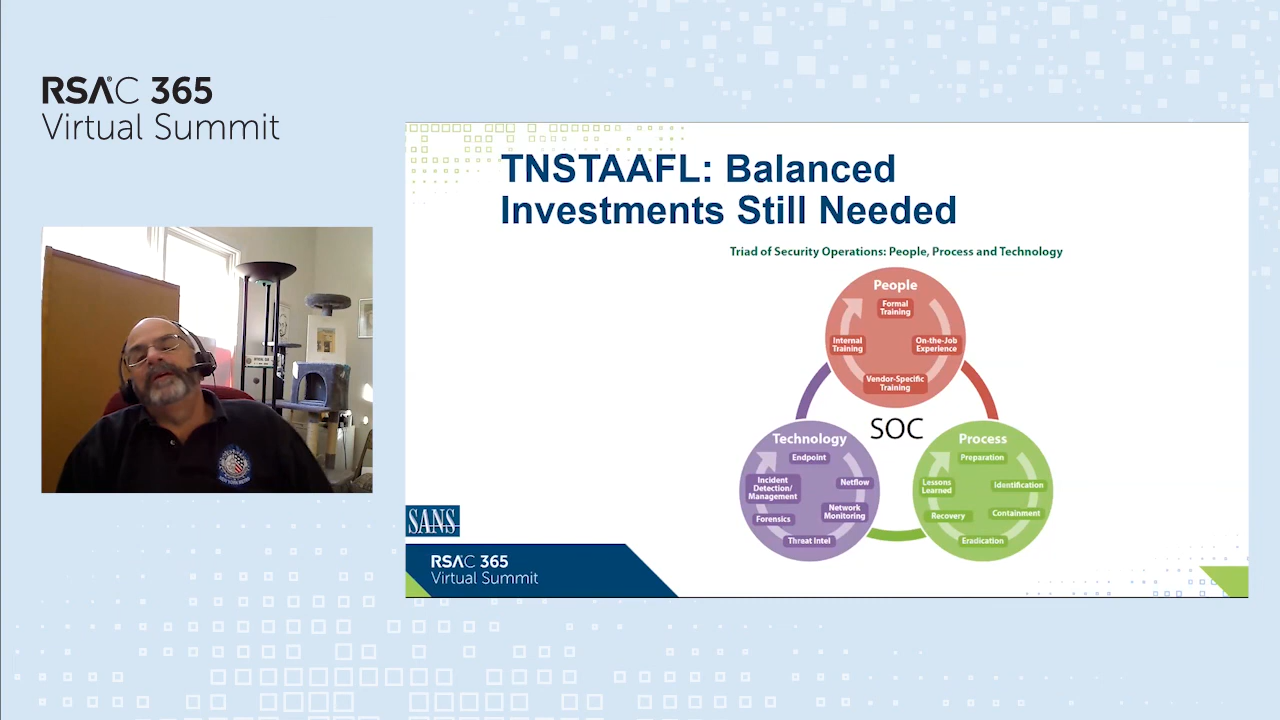 RSAC 365
Virtual Summit
TNSTAAFL: Balanced
Investments Still Needed
Triad of Security Operations: People, Process and Technology
People
Formal
Training
Internal
Training
On-the-Job
Experience
Vendor-Specific
Training
SOC
Technology
Endpoint
Incident
Detection/
Management
Netflow
Network
Monitoring
Forensics
Threat Intel
Process
Preparation
Lessons
Learned
Identification
Recovery
Containment
Eradication
SANS
RSAC 365
Virtual Summit